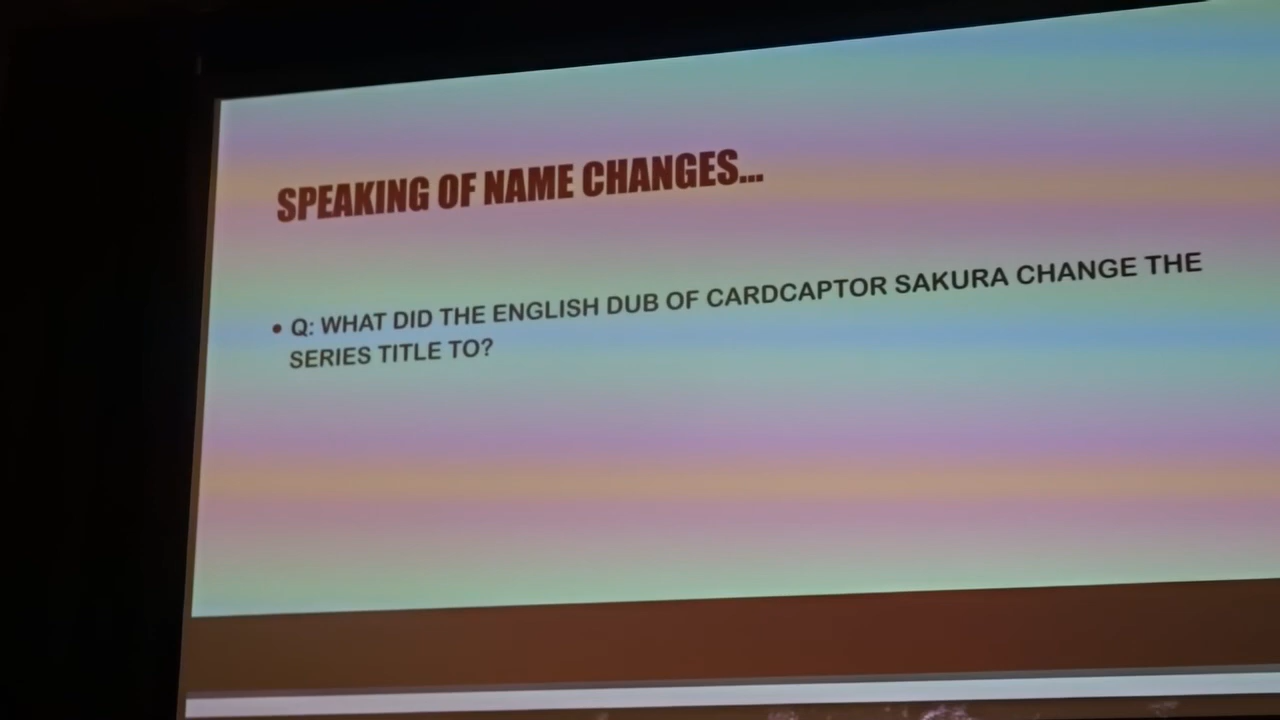 SPEAKING OF NAME CHANGES...
• Q: WHAT DID THE ENGLISH DUB OF CARDCAPTOR SAKURA CHANGE THE
SERIES TITLE TO?